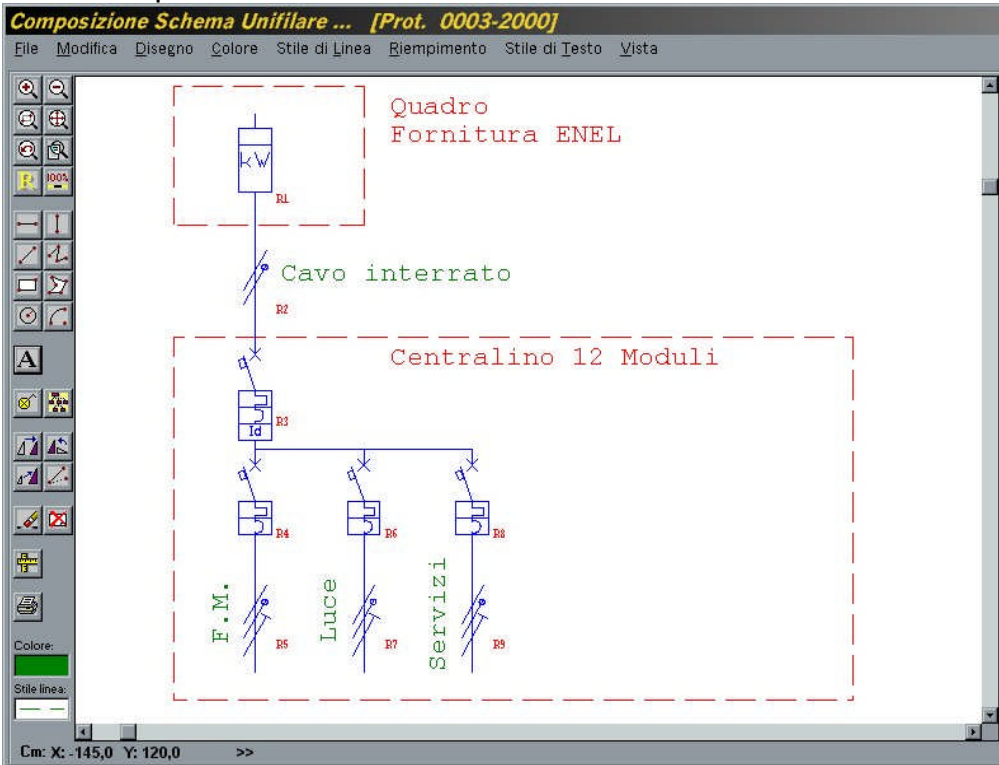 Composizione Schema Unifilare ... [Prot. 0003-2000]
File Modifica Disegno Colore Stile di Linea Riempimento Stile di Testo Vista
Quadro
Fornitura ENEL
kW
R1
R
100%
Cavo interrato
R2
Centralino 12 Moduli
A
R3
Id
R4
R6
R8
F.M.
Luce
Servizi
R5
R7
R9
Colore:
Stile linea:
Cm: X: -145,0 Y: 120,0 >>